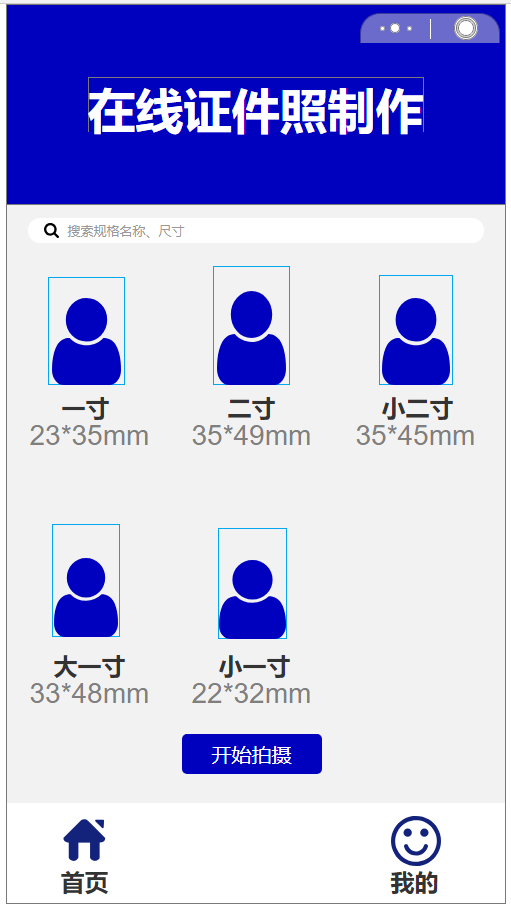 在线证件照制作
搜索规格名称、尺寸
一寸
23*35mm
二寸
35*49mm
小二寸
35*45mm
大一寸
33*48mm
小一寸
22*32mm
开始拍摄
首页
我的